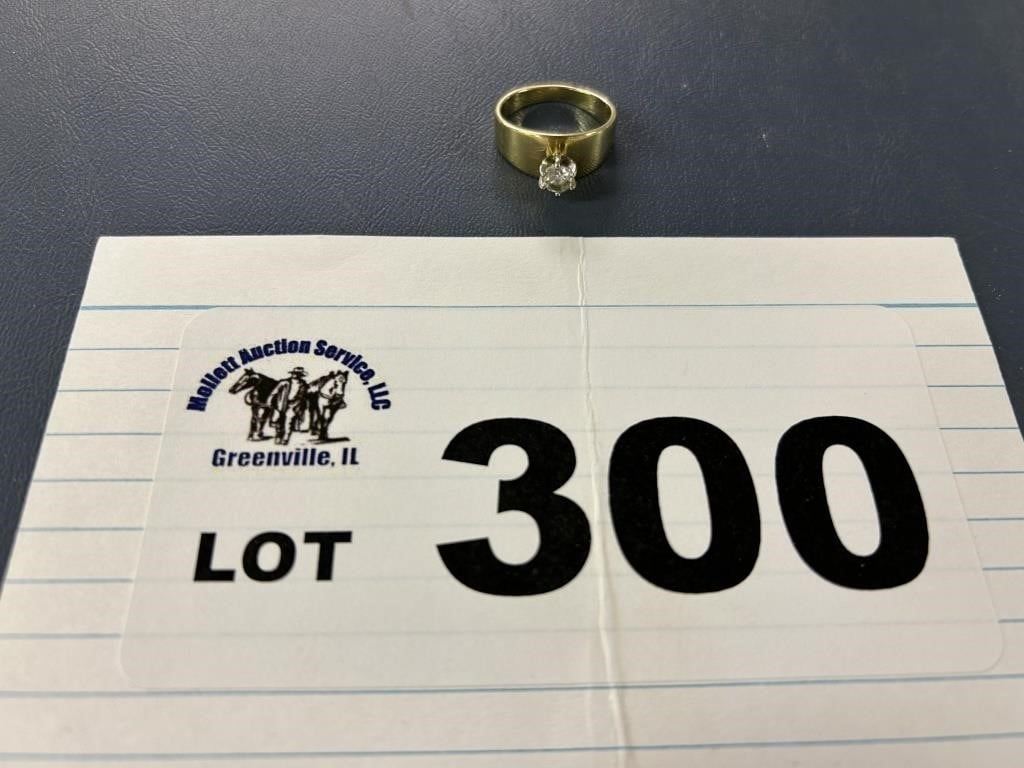 Mollett Auction Service, LLC
Greenville, IL
LOT 300